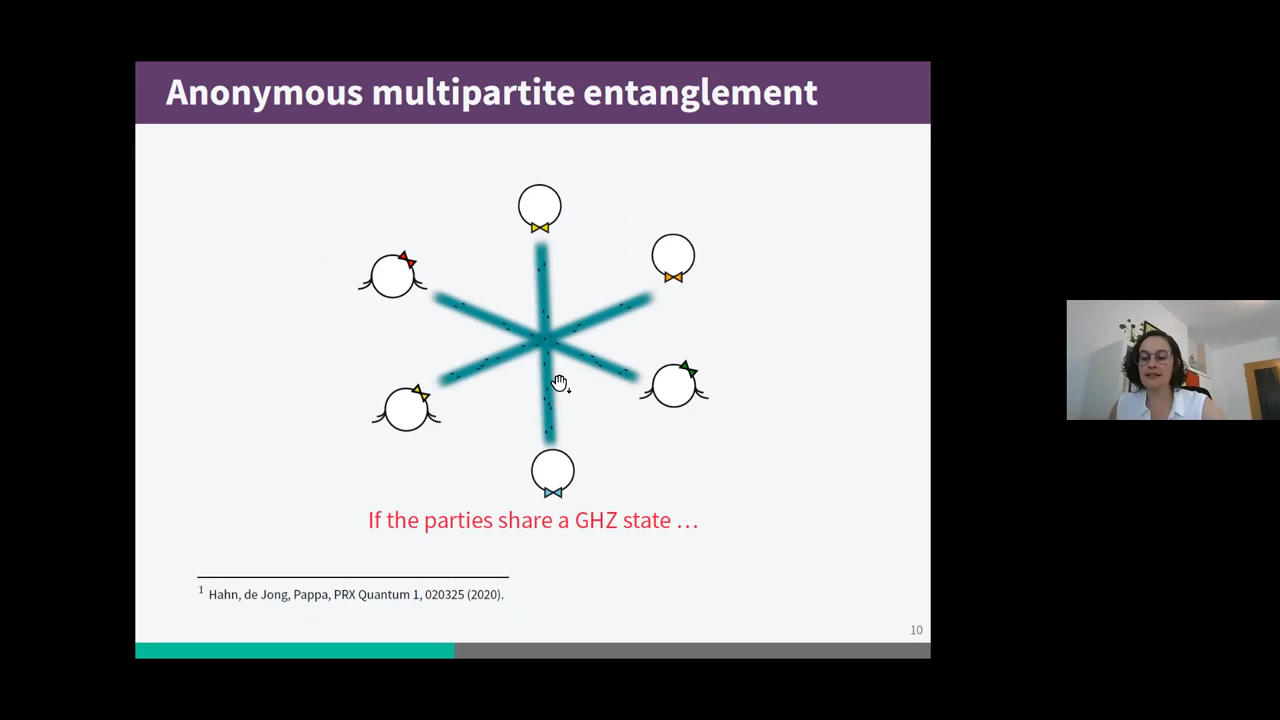 Anonymous multipartite entanglement
If the parties share a GHZ state …
1 Hahn, de Jong, Pappa, PRX Quantum 1, 020325 (2020).
10